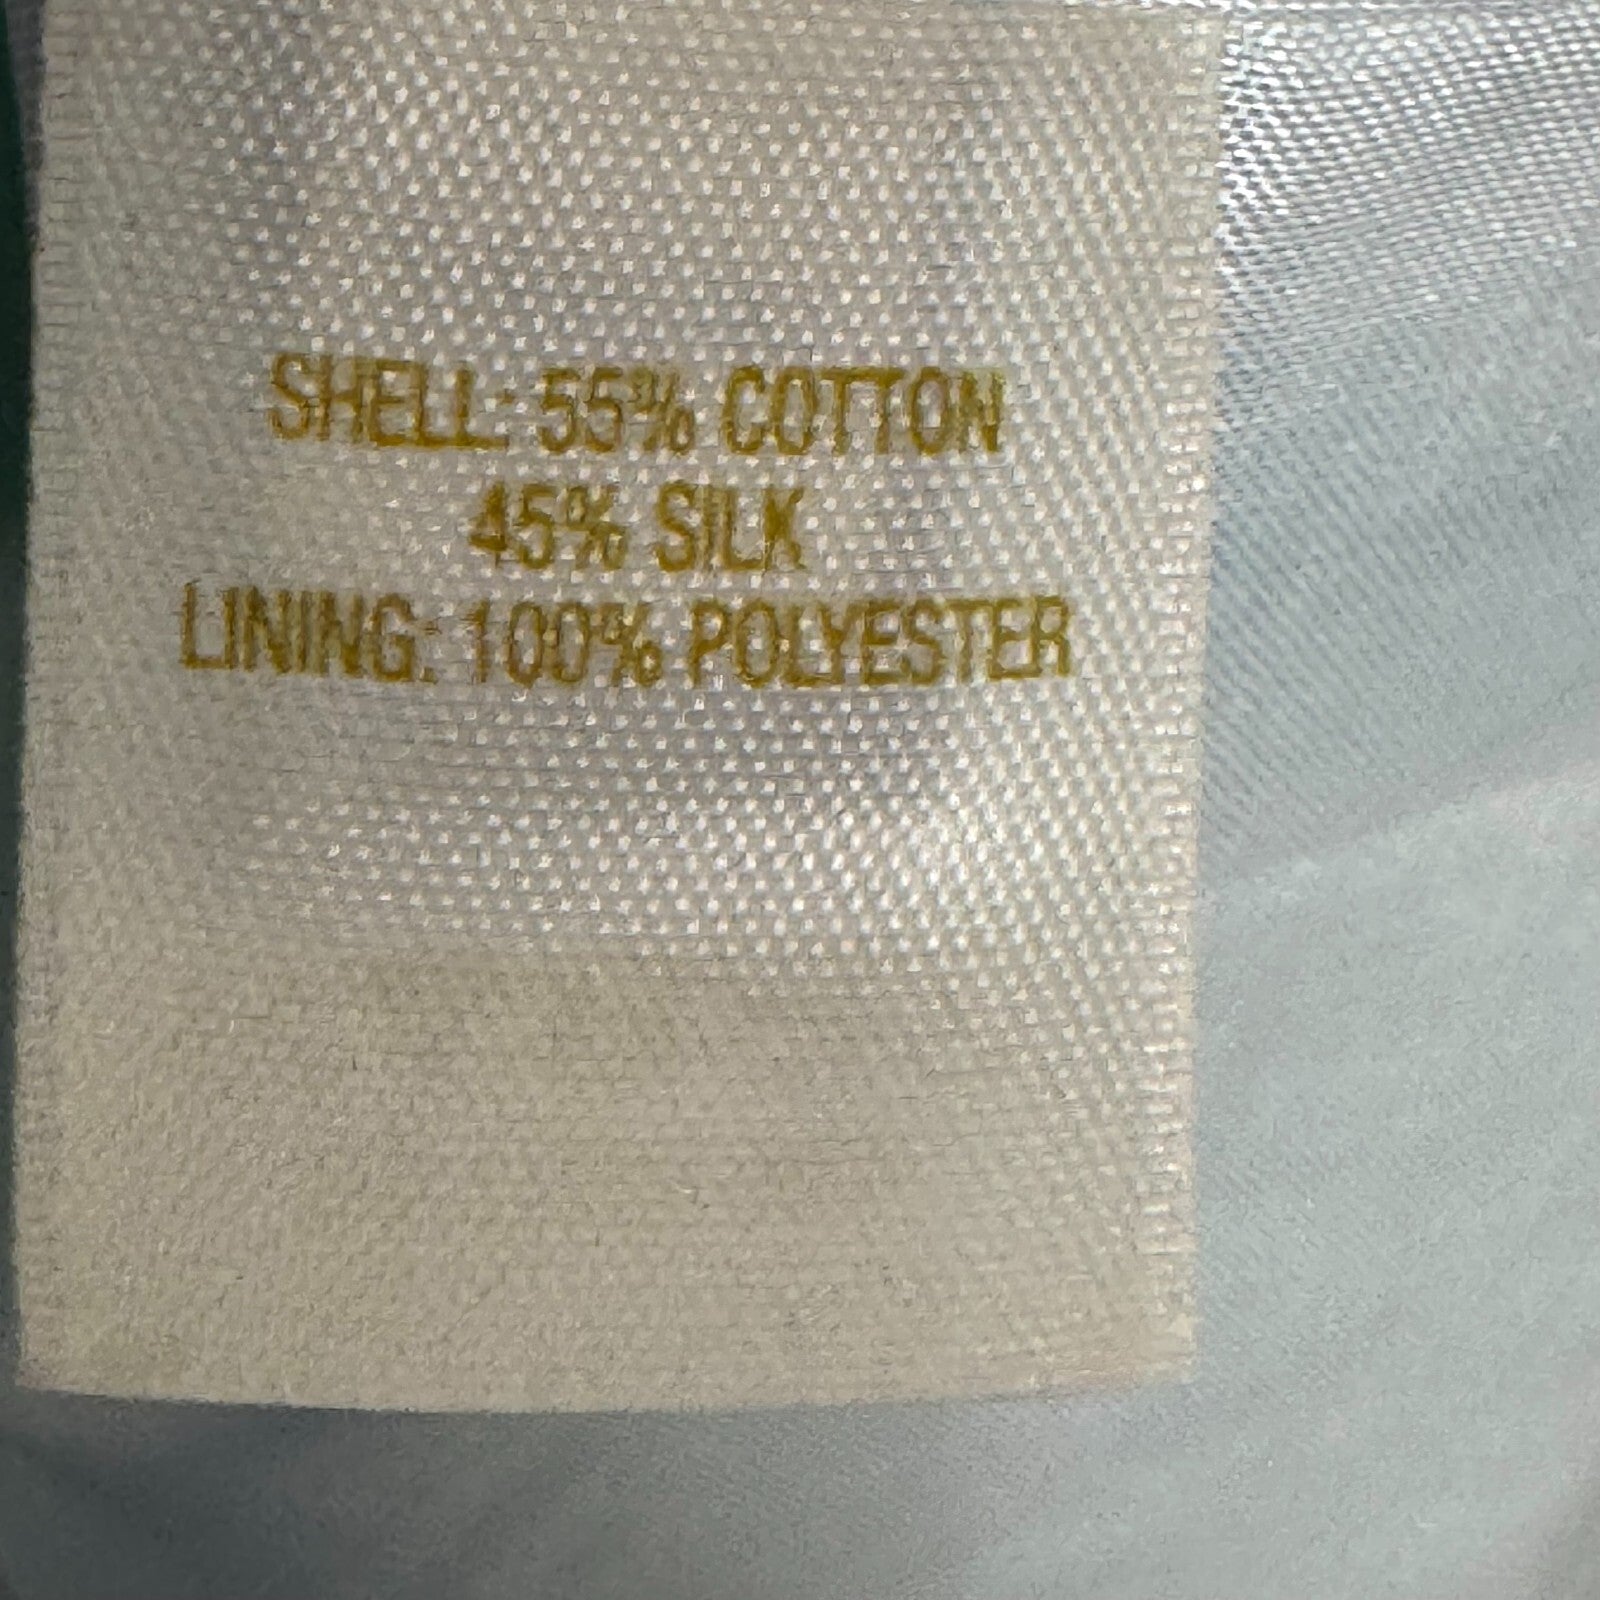 SHELL: 55% COTTON
45% SILK
LINING: 100% POLYESTER